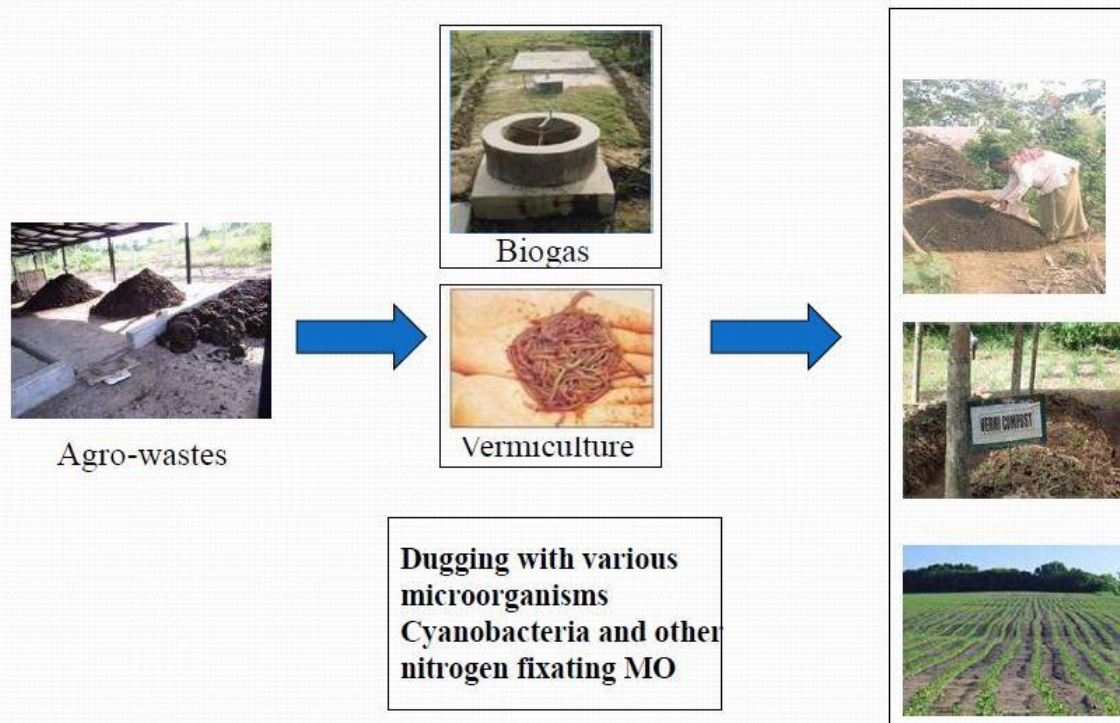 Biogas
Agro-wastes
Vermiculture
VERMI COMPOST
Dugging with various
microorganisms
Cyanobacteria and other
nitrogen fixating MO